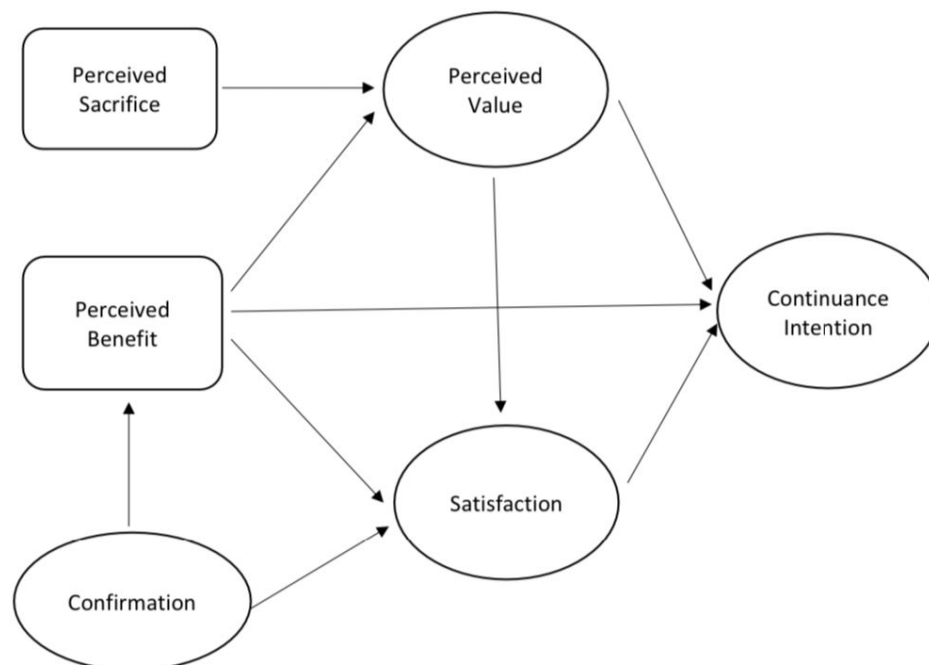 Perceived
Sacrifice
Perceived
Value
Perceived
Benefit
Continuance
Intention
Satisfaction
Confirmation